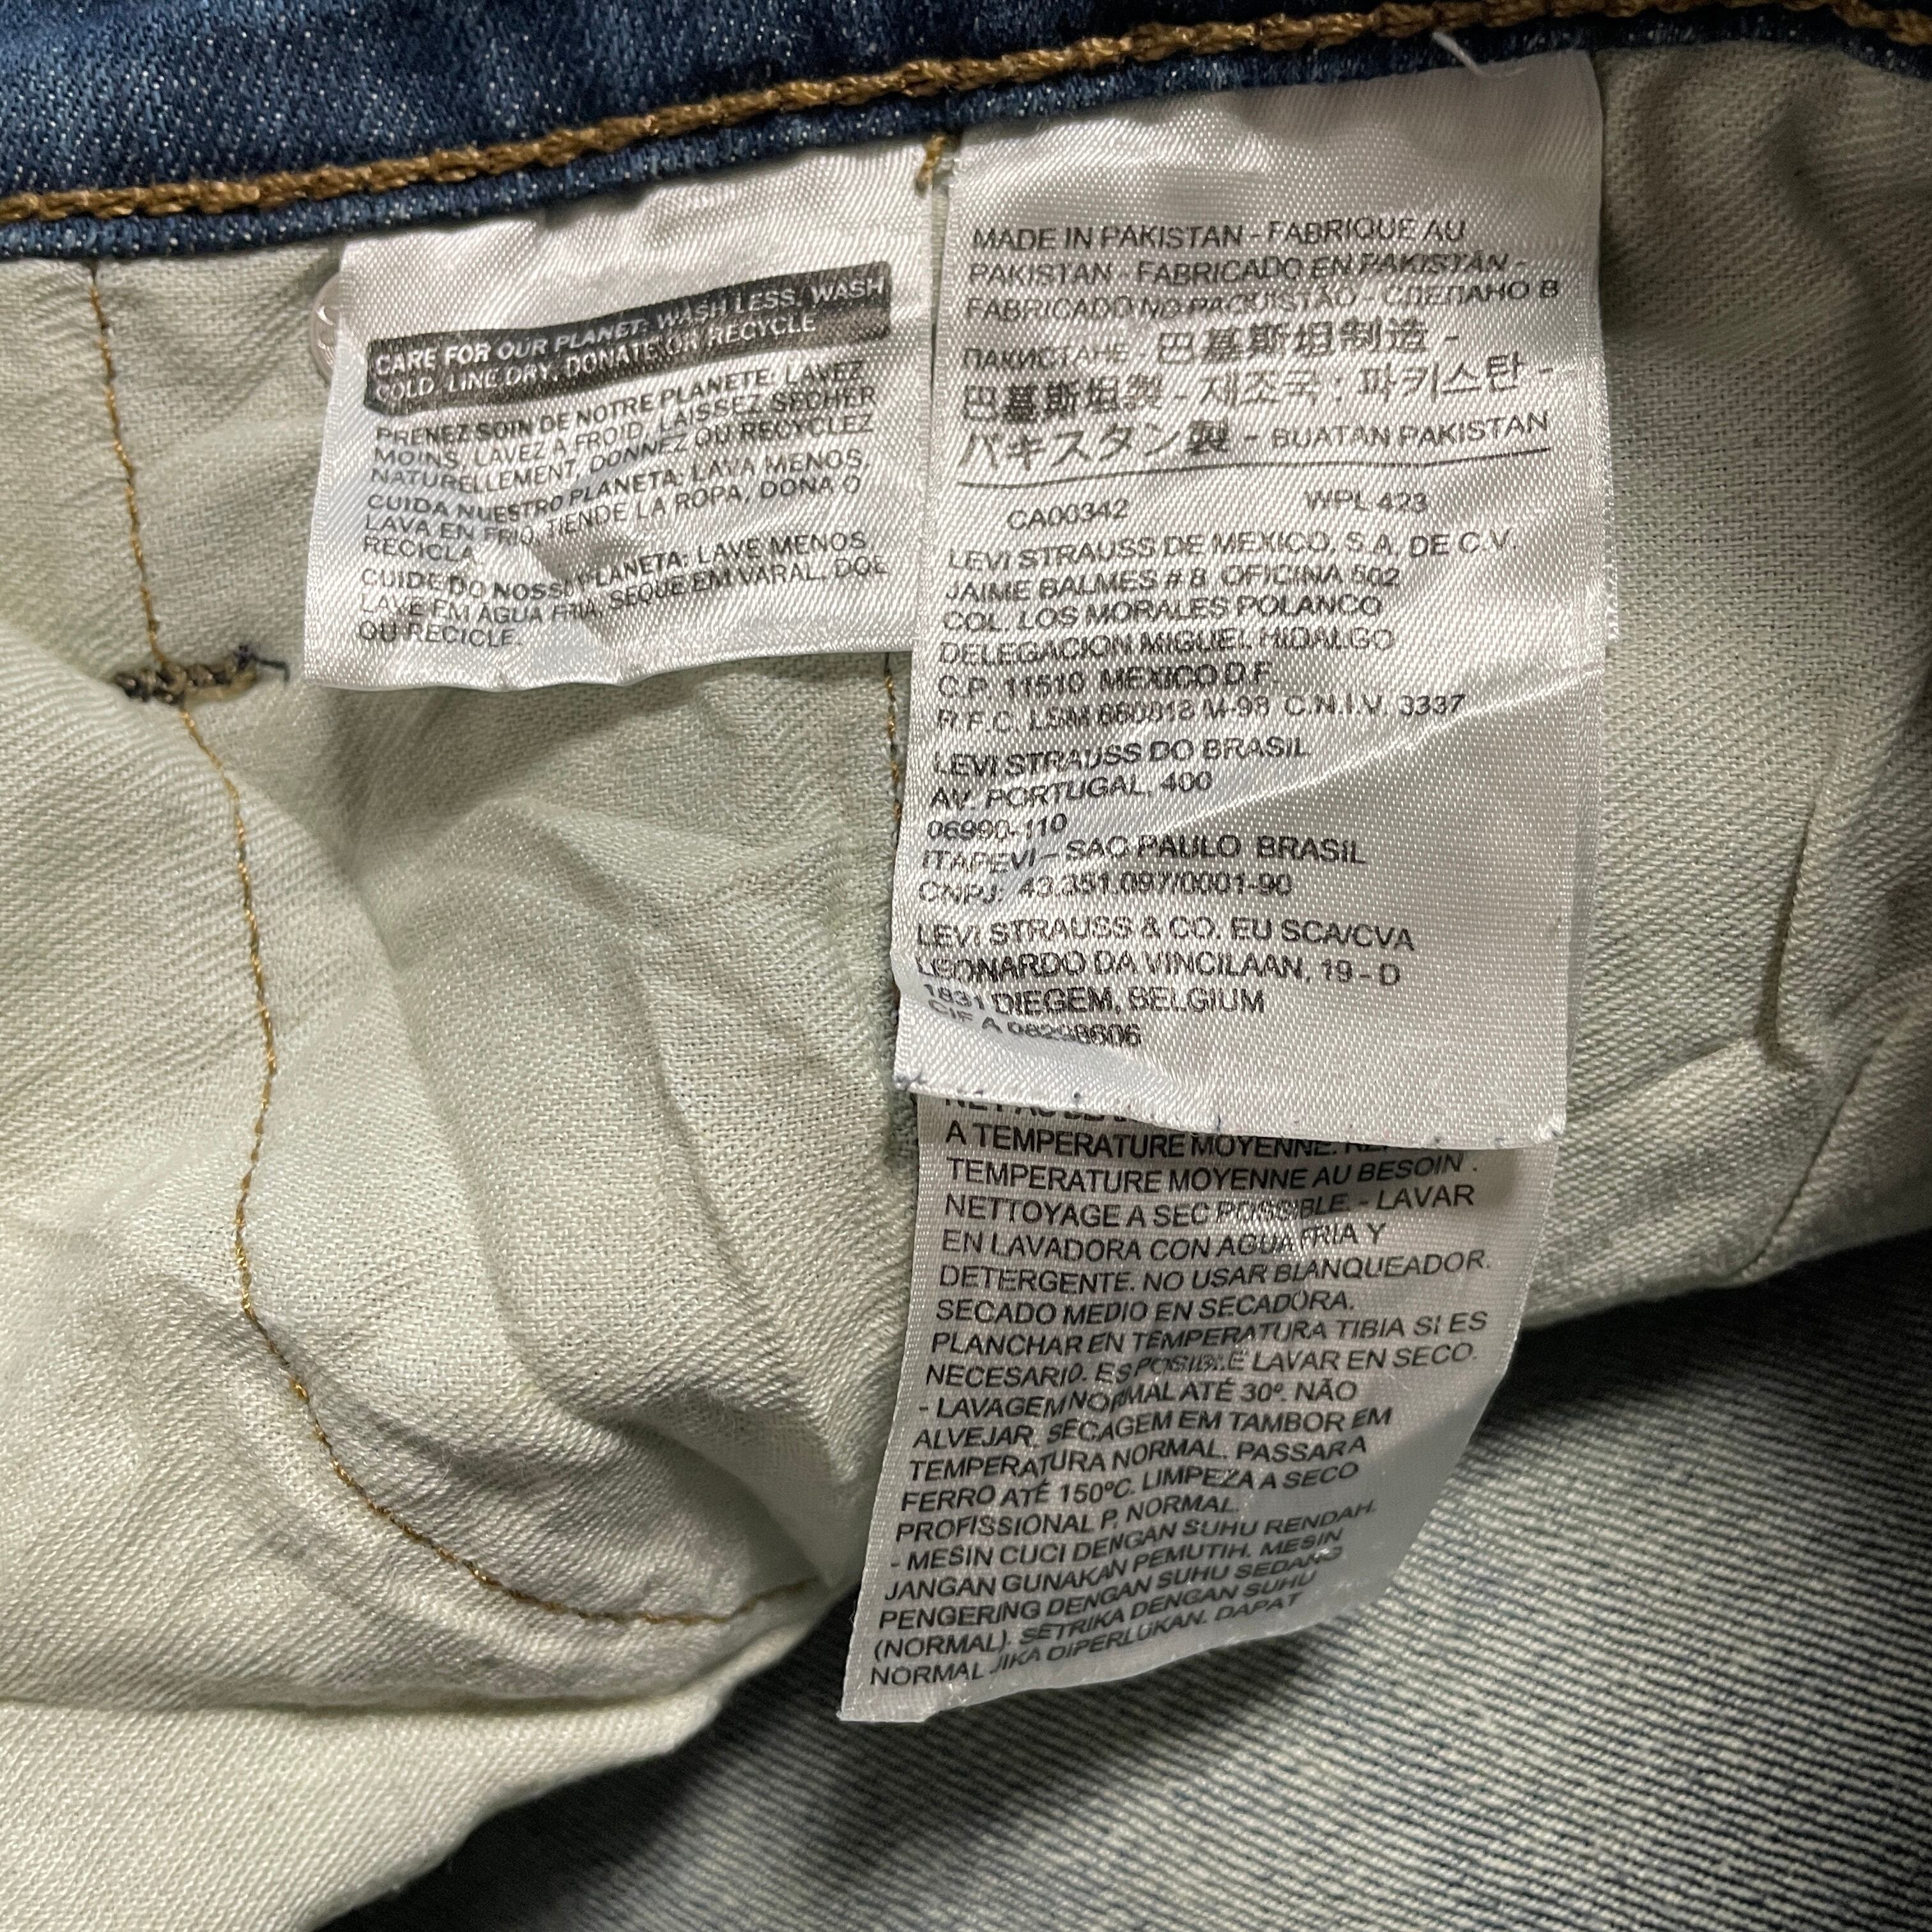 CARE FOR OUR PLANET: WASH LESS, WASH
COLD, LINE DRY, DONATE OR RECYCLE
PRENEZ SOIN DE NOTRE PLANETE: LAVEZ
MOINS, LAVEZ À FROID, LAISSEZ SÉCHER
NATURELLEMENT, DONNEZ OU RECYCLEZ
CUIDA NUESTRO PLANETA: LAVA MENOS,
LAVA EN FRIO, TIENDE LA ROPA, DONA O
RECICLA.
CUIDE DO NOSSO PLANETA: LAVE MENOS
LAVE EM ÁGUA FRIA, SEQUE EM VARAL, DOE
OU RECICLE.
MADE IN PAKISTAN - FABRIQUE AU
PAKISTAN - FABRICADO EN PAKISTÁN -
FABRICADO NO PAQUISTÃO - СДЕЛАНО В
ПАКИСТАНЕ - 巴基斯坦制造 -
巴基斯坦製 - 제조국 : 파키스탄 -
パキスタン製 - BUATAN PAKISTAN
CA00342 WPL 423
LEVI STRAUSS DE MEXICO, S.A. DE C.V.
JAIME BALMES # 8 OFICINA 502
COL. LOS MORALES POLANCO
DELEGACION MIGUEL HIDALGO
C.P. 11510 MEXICO D.F.
R.F.C. LSM C.N.I.V. 3337
LEVI STRAUSS DO BRASIL
AV. PORTUGAL, 400
06990-110
ITAPEVI - SAO PAULO BRASIL
CNPJ: 43.351.097/0001-90
LEVI STRAUSS & CO. EU SCA/CVA
LEONARDO DA VINCILAAN, 19 - D
1831 DIEGEM, BELGIUM
CIF A
A TEMPERATURE MOYENNE.
TEMPERATURE MOYENNE AU BESOIN .
NETTOYAGE A SEC POSSIBLE. - LAVAR
EN LAVADORA CON AGUA FRIA Y
DETERGENTE. NO USAR BLANQUEADOR.
SECADO MEDIO EN SECADORA.
PLANCHAR EN TEMPERATURA TIBIA SI ES
NECESARIO. ES POSIBLE LAVAR EN SECO.
- LAVAGEM NORMAL ATÉ 30º. NÃO
ALVEJAR. SECAGEM EM TAMBOR EM
TEMPERATURA NORMAL. PASSAR A
FERRO ATÉ 150ºC. LIMPEZA A SECO
PROFISSIONAL P, NORMAL.
- MESIN CUCI DENGAN SUHU RENDAH.
JANGAN GUNAKAN PEMUTIH. MESIN
PENGERING DENGAN SUHU SEDANG
(NORMAL). SETRIKA DENGAN SUHU
NORMAL JIKA DIPERLUKAN. DAPAT